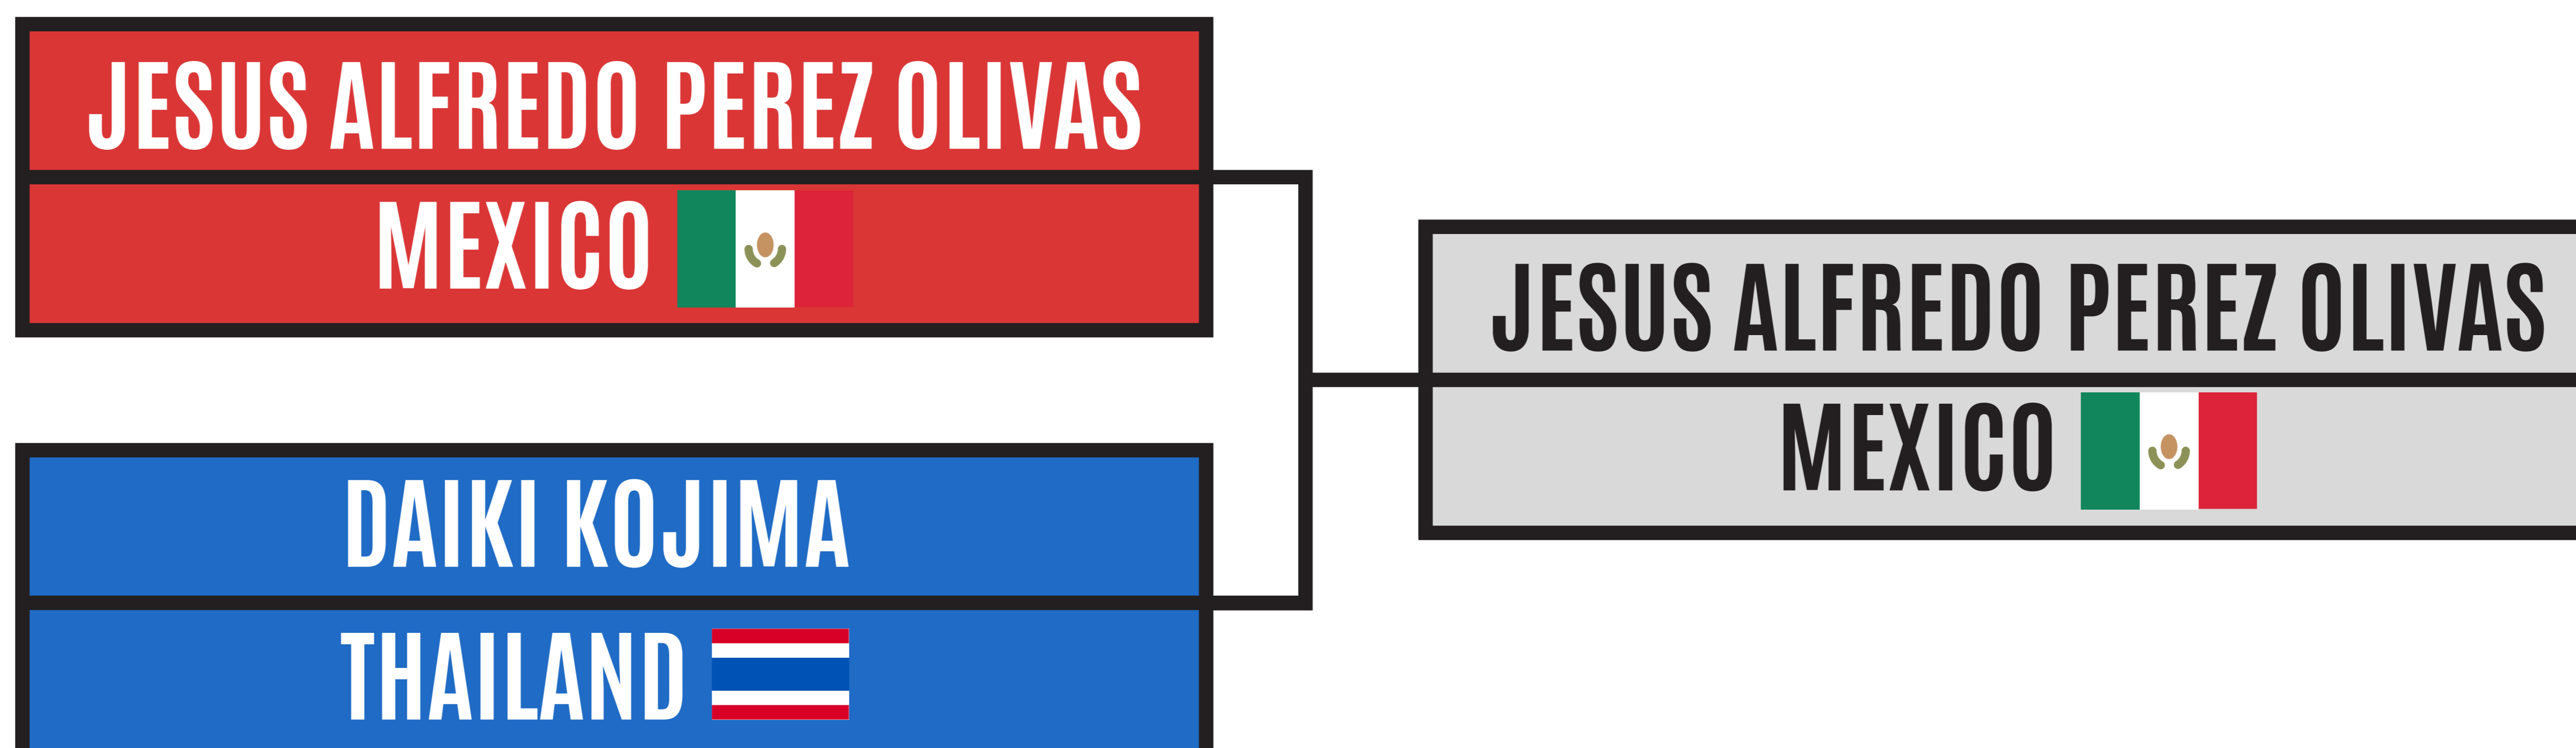 JESUS ALFREDO PEREZ OLIVAS
MEXICO
JESUS ALFREDO PEREZ OLIVAS
MEXICO
DAIKI KOJIMA
THAILAND